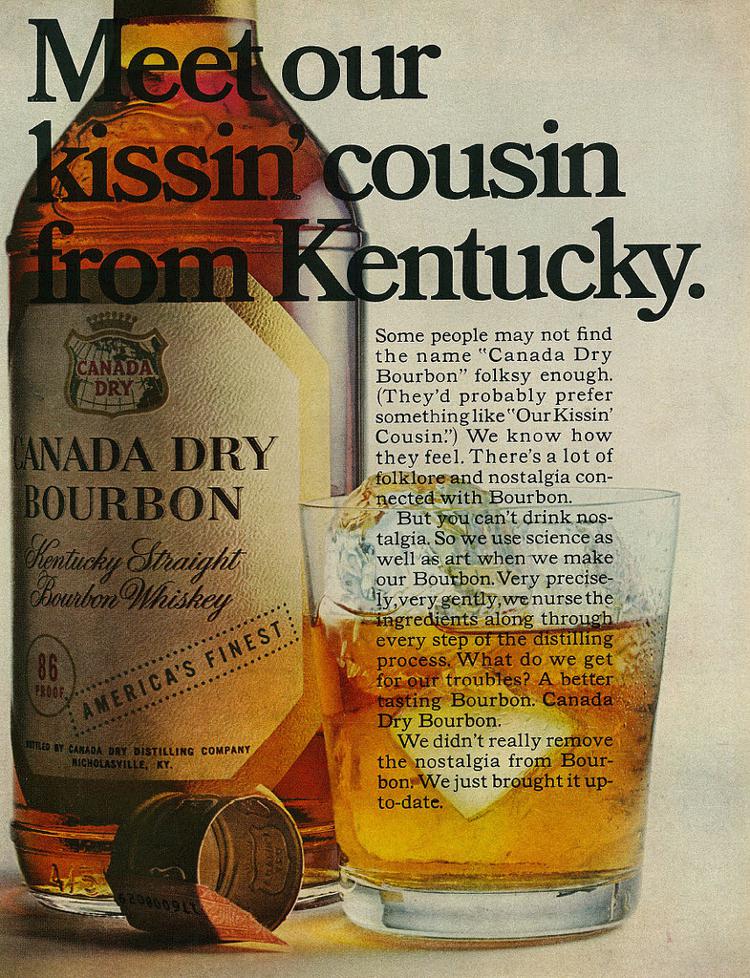 Meet our
kissin' cousin
from Kentucky.
Some people may not find
the name "Canada Dry
Bourbon" folksy enough.
(They'd probably prefer
something like "Our Kissin'
Cousin.") We know how
they feel. There's a lot of
folklore and nostalgia con-
nected with Bourbon.
But you can't drink nos-
talgia. So we use science as
well as art when we make
our Bourbon. Very precise-
ly, very gently, we nurse the
ingredients along through
every step of the distilling
process. What do we get
for our troubles? A better
tasting Bourbon. Canada
Dry Bourbon.
We didn't really remove
the nostalgia from Bour-
bon. We just brought it up-
to-date.
CANADA
DRY
CANADA DRY
BOURBON
Kentucky Straight
Bourbon Whiskey
86
PROOF
AMERICA'S FINEST
BOTTLED BY CANADA DRY DISTILLING COMPANY
NICHOLASVILLE, KY.
4/5